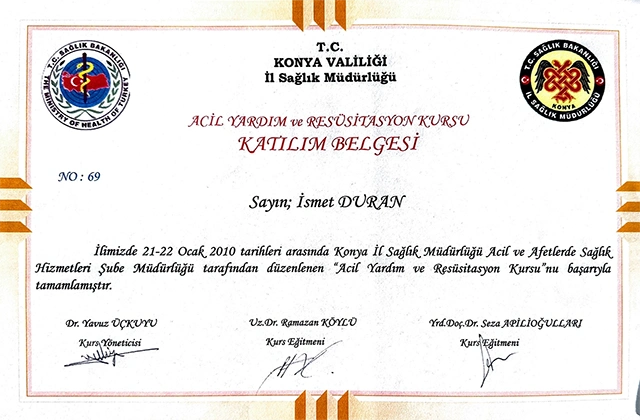 T.C. SAĞLIK BAKANLIĞI
THE MINISTRY OF HEALTH OF TURKEY
T.C.
KONYA VALİLİĞİ
İl Sağlık Müdürlüğü
T.C. SAĞLIK BAKANLIĞI
KONYA
İL SAĞLIK MÜDÜRLÜĞÜ
ACİL YARDIM ve RESÜSİTASYON KURSU
KATILIM BELGESİ
NO : 69
Sayın; İsmet DURAN
İlimizde 21-22 Ocak 2010 tarihleri arasında Konya İl Sağlık Müdürlüğü Acil ve Afetlerde Sağlık
Hizmetleri Şube Müdürlüğü tarafından düzenlenen “Acil Yardım ve Resüsitasyon Kursu”nu başarıyla
tamamlamıştır.
Dr. Yavuz ÜÇKUYU
Uz.Dr. Ramazan KÖYLÜ
Yrd.Doç.Dr. Seza APİLİOĞULLARI
Kurs Yöneticisi
Kurs Eğitmeni
Kurs Eğitmeni